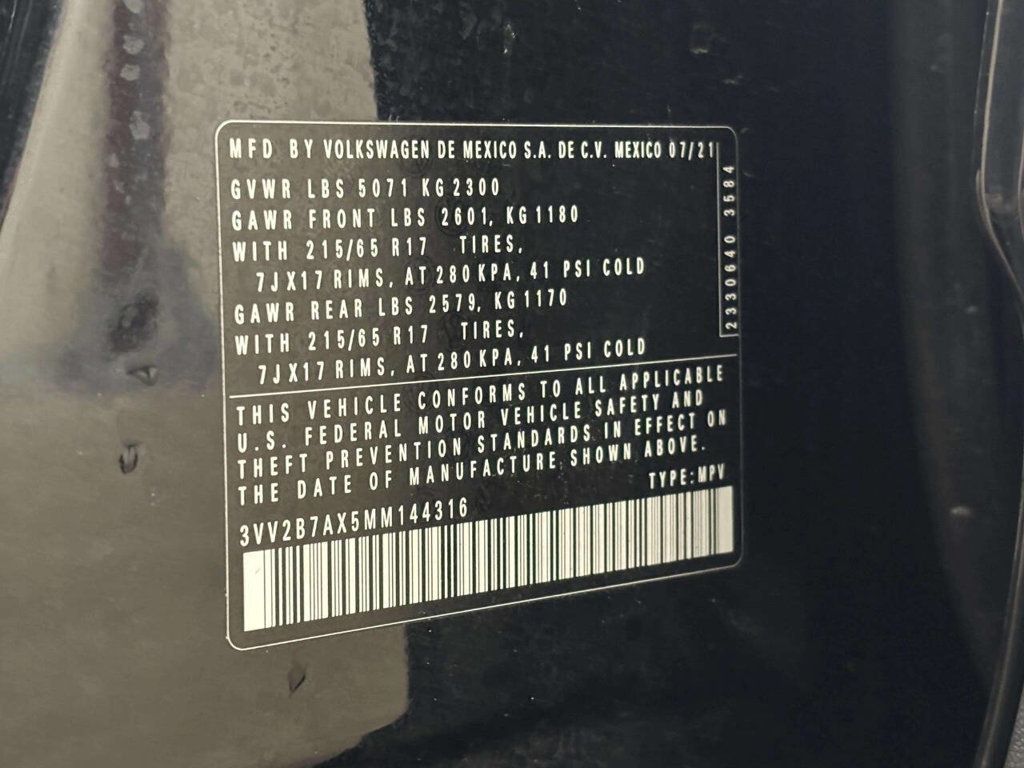 MFD BY VOLKSWAGEN DE MEXICO S.A. DE C.V. MEXICO 07/21
GVWR LBS 5071 KG 2300
GAWR FRONT LBS 2601, KG 1180
WITH 215/65 R17 TIRES,
7JX17 RIMS, AT 280 KPA, 41 PSI COLD
GAWR REAR LBS 2579, KG 1170
WITH 215/65 R17 TIRES,
7JX17 RIMS, AT 280 KPA, 41 PSI COLD
2330640 3584
THIS VEHICLE CONFORMS TO ALL APPLICABLE
U.S. FEDERAL MOTOR VEHICLE SAFETY AND
THEFT PREVENTION STANDARDS IN EFFECT ON
THE DATE OF MANUFACTURE SHOWN ABOVE.
TYPE: MPV
3VV2B7AX5MM144316